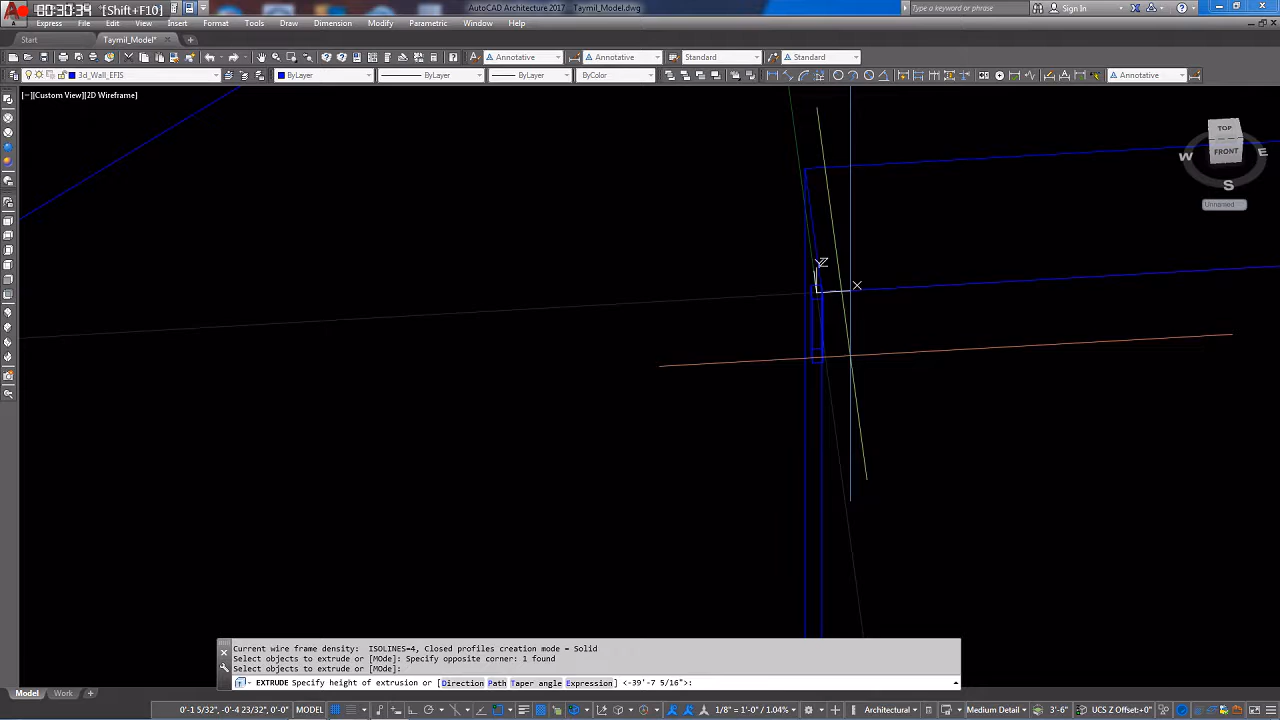 00:30:34 [Shift+F10]
AutoCAD Architecture 2017 Taymil_Model.dwg
Type a keyword or phrase
Sign In
Express File Edit View Insert Format Tools Draw Dimension Modify Parametric Window Help
Start Taymil_Model*
Annotative Annotative Standard Standard
3d_Wall_EFIS ByLayer ByLayer ByLayer ByColor Annotative
[−][Custom View][2D Wireframe]
TOP
FRONT
W E
S
Unnamed
Y Z
X
Current wire frame density: ISOLINES=4, Closed profiles creation mode = Solid
Select objects to extrude or [MOde]: Specify opposite corner: 1 found
Select objects to extrude or [MOde]:
EXTRUDE Specify height of extrusion or [Direction Path Taper angle Expression] <-39'-7 5/16">:
Model Work
0'-1 5/32", -0'-4 23/32", 0'-0" MODEL 1/8" = 1'-0" / 1.04% Architectural Medium Detail 3'-6" UCS Z Offset+0"